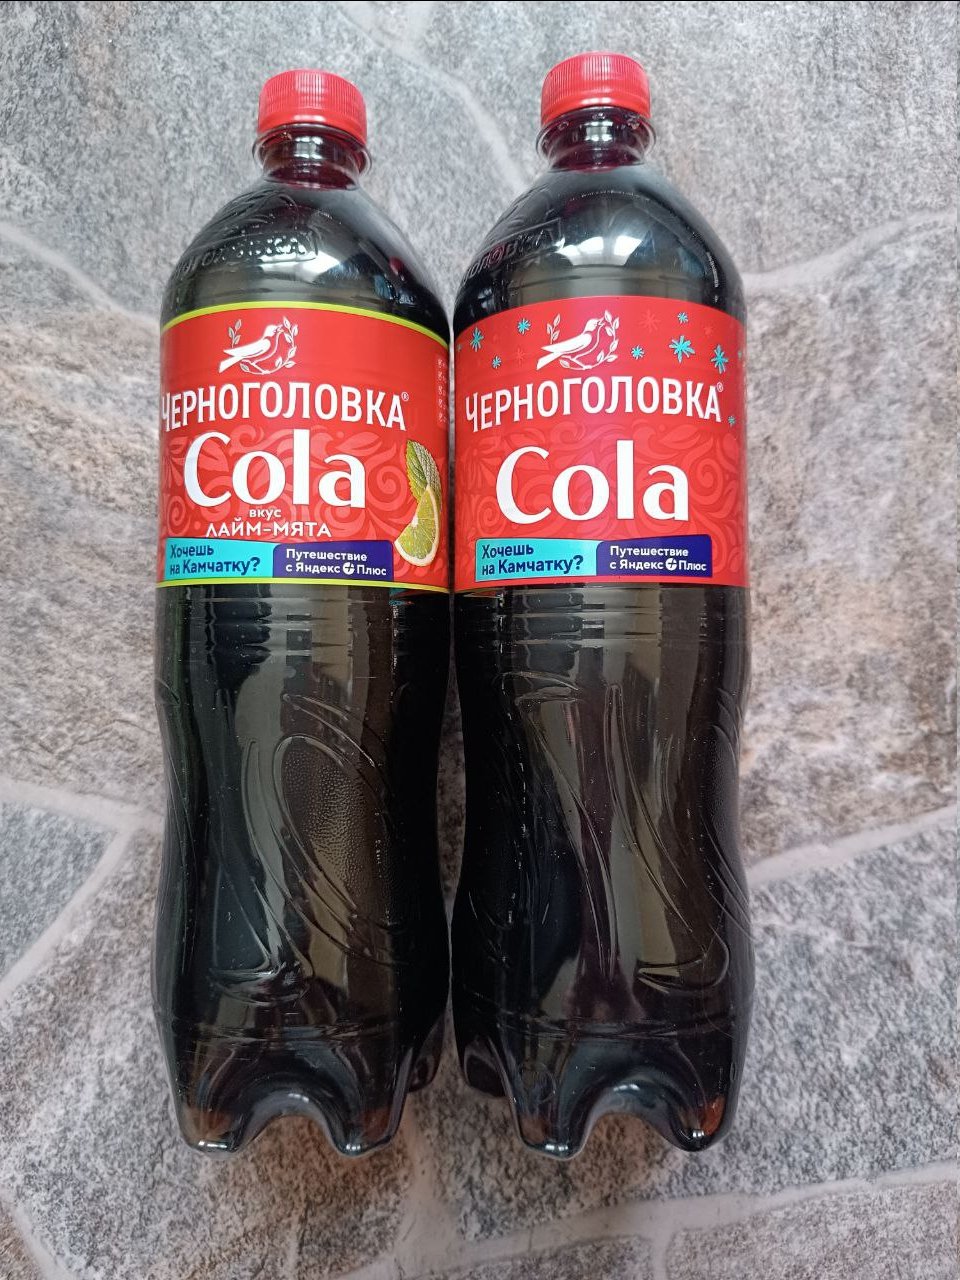 ЧЕРНОГОЛОВКА®
Cola
вкус
ЛАЙМ-МЯТА
Хочешь
на Камчатку?
Путешествие
с Яндекс Плюс
ЧЕРНОГОЛОВКА®
Cola
Хочешь
на Камчатку?
Путешествие
с Яндекс Плюс